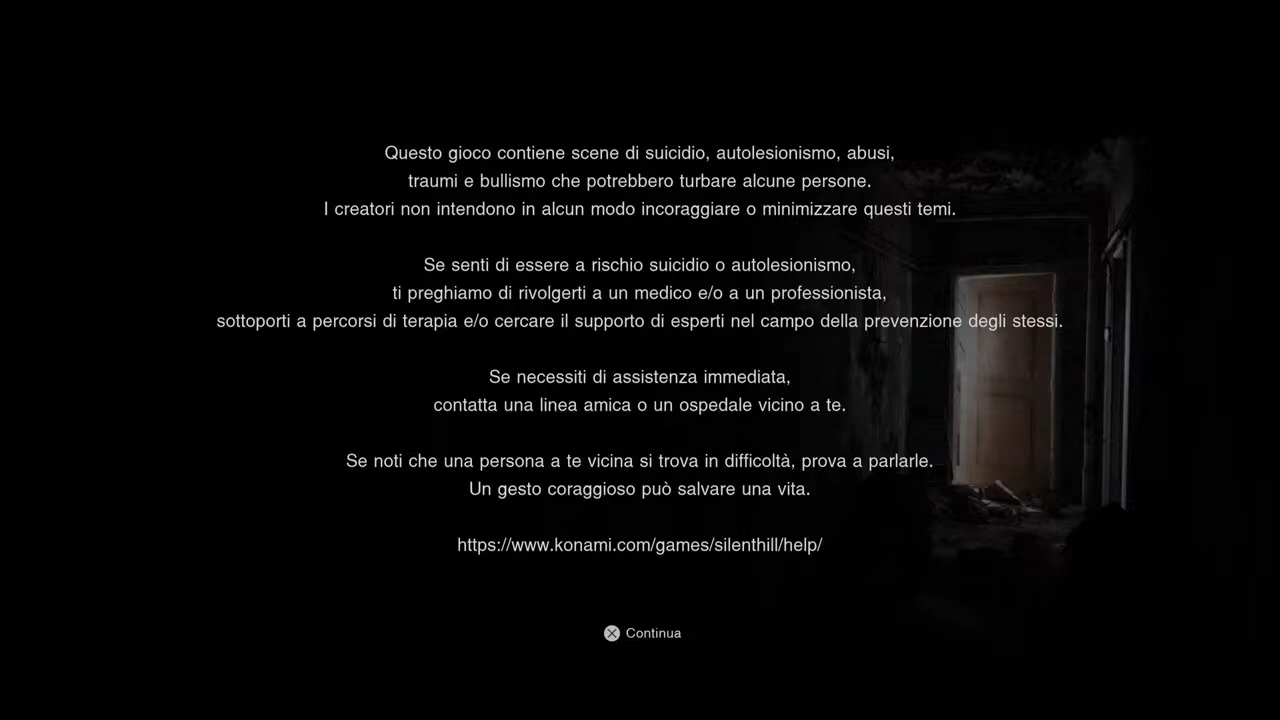 Questo gioco contiene scene di suicidio, autolesionismo, abusi,
traumi e bullismo che potrebbero turbare alcune persone.
I creatori non intendono in alcun modo incoraggiare o minimizzare questi temi.
Se senti di essere a rischio suicidio o autolesionismo,
ti preghiamo di rivolgerti a un medico e/o a un professionista,
sottoporti a percorsi di terapia e/o cercare il supporto di esperti nel campo della prevenzione degli stessi.
Se necessiti di assistenza immediata,
contatta una linea amica o un ospedale vicino a te.
Se noti che una persona a te vicina si trova in difficoltà, prova a parlarle.
Un gesto coraggioso può salvare una vita.
https://www.konami.com/games/silenthill/help/
Continua